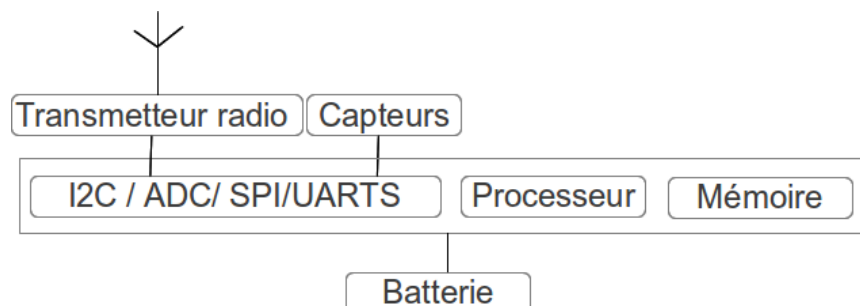 Transmetteur radio
Capteurs
I2C / ADC/ SPI/UARTS
Processeur
Mémoire
Batterie